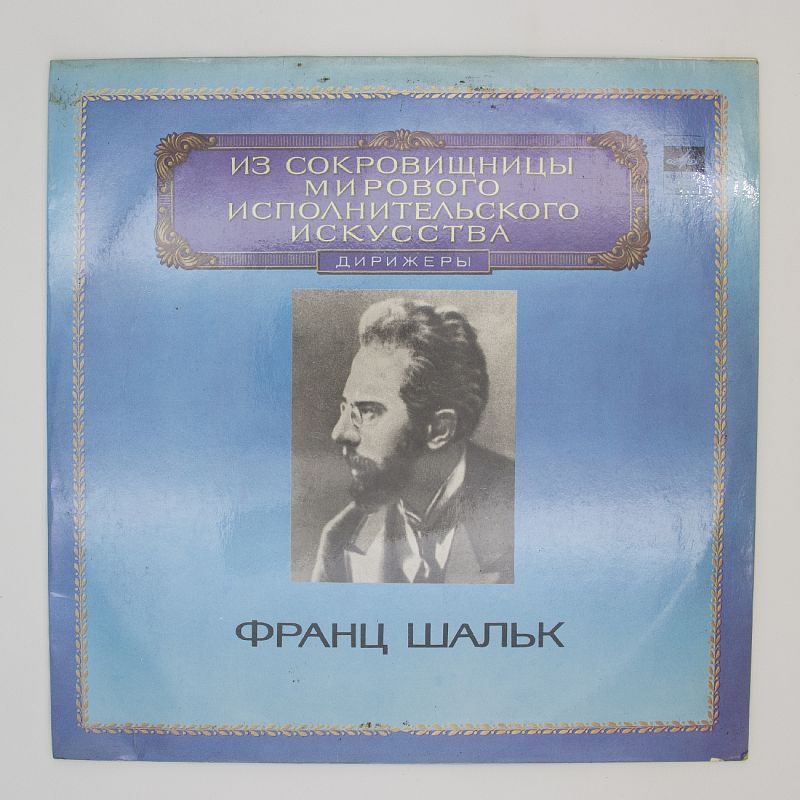 ИЗ СОКРОВИЩНИЦЫ
МИРОВОГО
ИСПОЛНИТЕЛЬСКОГО
ИСКУССТВА
ДИРИЖЕРЫ
ФРАНЦ ШАЛЬК